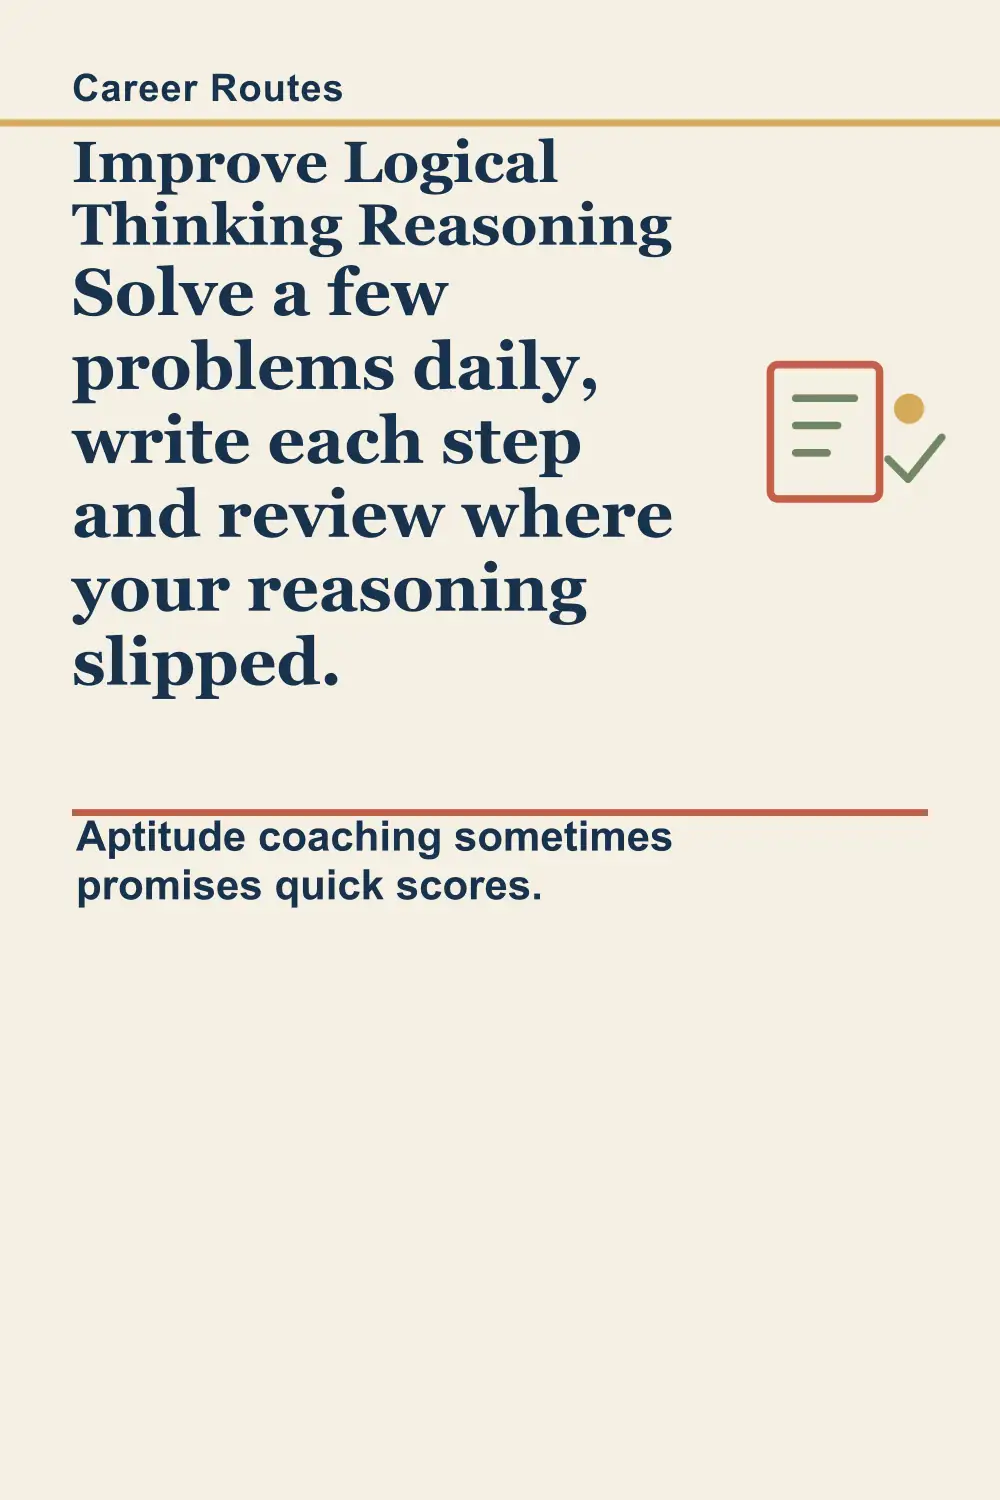 Career Routes
Improve Logical
Thinking Reasoning
Solve a few
problems daily,
write each step
and review where
your reasoning
slipped.
Aptitude coaching sometimes
promises quick scores.